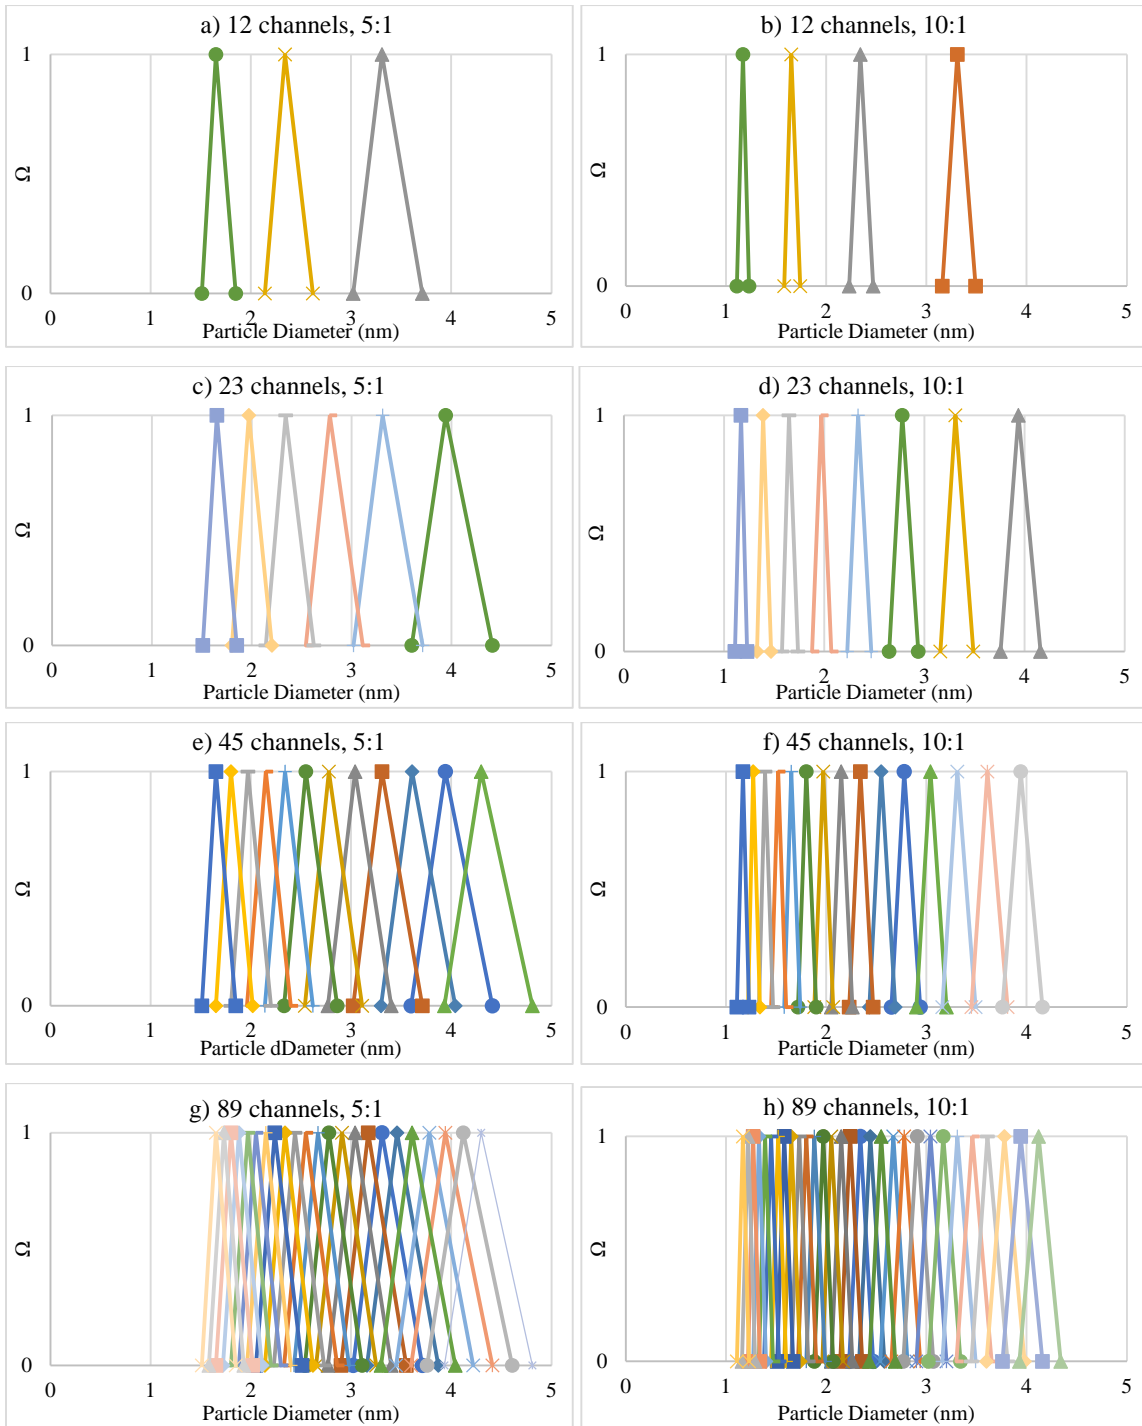 a) 12 channels, 5:1
1
Ω
0
0 1 2 3 4 5
Particle Diameter (nm)
b) 12 channels, 10:1
1
Ω
0
0 1 2 3 4 5
Particle Diameter (nm)
c) 23 channels, 5:1
1
Ω
0
0 1 2 3 4 5
Particle Diameter (nm)
d) 23 channels, 10:1
1
Ω
0
0 1 2 3 4 5
Particle Diameter (nm)
e) 45 channels, 5:1
1
Ω
0
0 1 2 3 4 5
Particle dDameter (nm)
f) 45 channels, 10:1
1
Ω
0
0 1 2 3 4 5
Particle Diameter (nm)
g) 89 channels, 5:1
1
Ω
0
0 1 2 3 4 5
Particle Diameter (nm)
h) 89 channels, 10:1
1
Ω
0
0 1 2 3 4 5
Particle Diameter (nm)